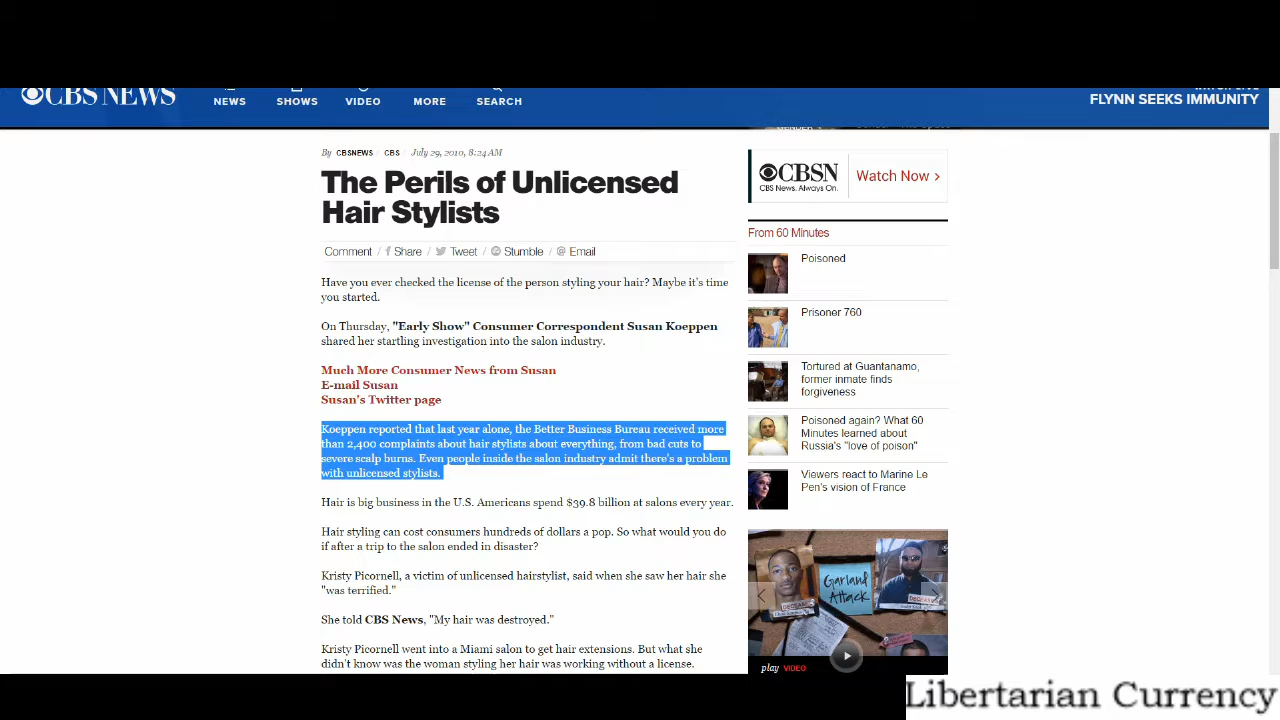 CBS NEWS
NEWS
SHOWS
VIDEO
MORE
SEARCH
FLYNN SEEKS IMMUNITY
By CBSNEWS CBS / July 29, 2010, 8:24 AM
The Perils of Unlicensed
Hair Stylists
Comment / Share / Tweet / Stumble / @ Email
Have you ever checked the license of the person styling your hair? Maybe it's time
you started.
On Thursday, "Early Show" Consumer Correspondent Susan Koeppen
shared her startling investigation into the salon industry.
Much More Consumer News from Susan
E-mail Susan
Susan's Twitter page
Koeppen reported that last year alone, the Better Business Bureau received more
than 2,400 complaints about hair stylists about everything, from bad cuts to
severe scalp burns. Even people inside the salon industry admit there's a problem
with unlicensed stylists.
Hair is big business in the U.S. Americans spend $39.8 billion at salons every year.
Hair styling can cost consumers hundreds of dollars a pop. So what would you do
if after a trip to the salon ended in disaster?
Kristy Picornell, a victim of unlicensed hairstylist, said when she saw her hair she
"was terrified."
She told CBS News, "My hair was destroyed."
Kristy Picornell went into a Miami salon to get hair extensions. But what she
didn't know was the woman styling her hair was working without a license.
CBSN
CBS News. Always On.
Watch Now >
From 60 Minutes
Poisoned
Prisoner 760
Tortured at Guantanamo,
former inmate finds
forgiveness
Poisoned again? What 60
Minutes learned about
Russia's "love of poison"
Viewers react to Marine Le
Pen's vision of France
Garland
Attack
DECEASED
play VIDEO
Libertarian Currency